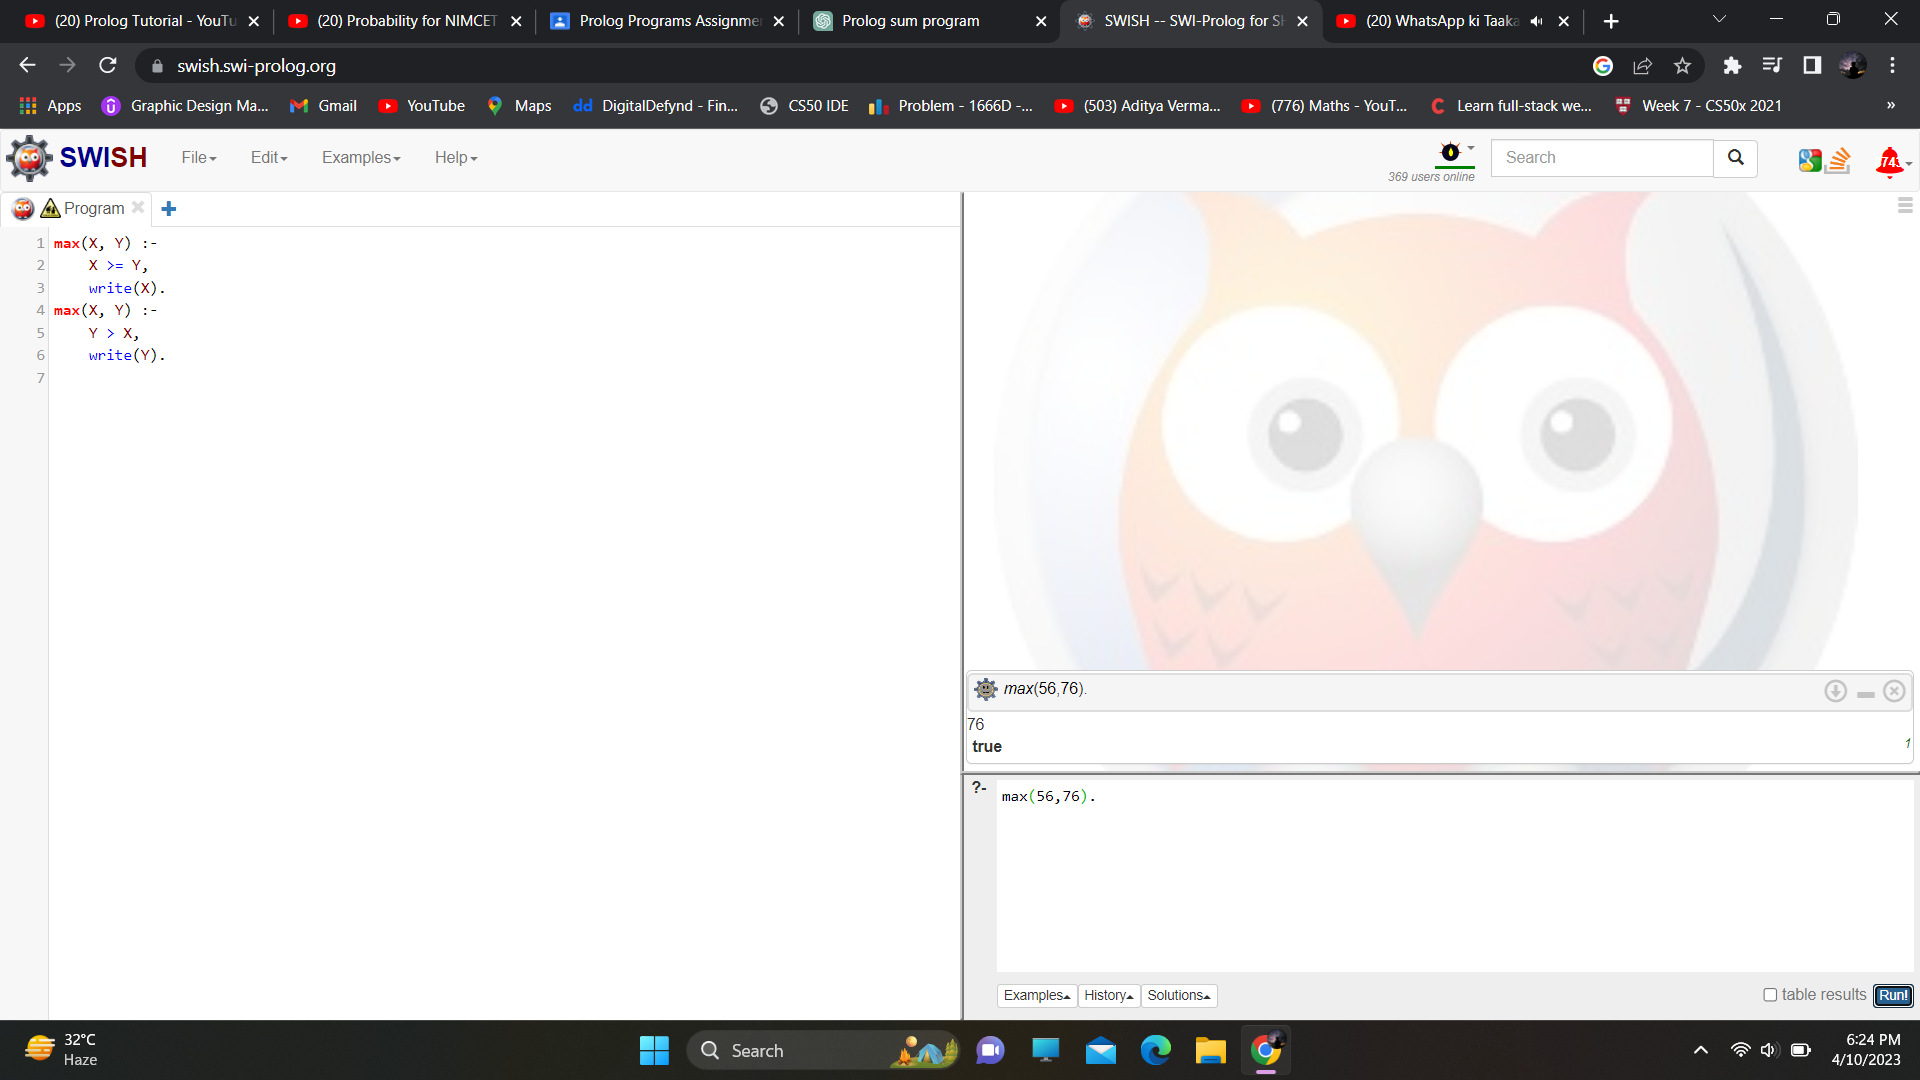 (20) Prolog Tutorial - YouTu
(20) Probability for NIMCET
Prolog Programs Assignme
Prolog sum program
SWISH -- SWI-Prolog for SH
(20) WhatsApp ki Taaka
swish.swi-prolog.org
Apps
Graphic Design Ma...
Gmail
YouTube
Maps
dd DigitalDefynd - Fin...
CS50 IDE
Problem - 1666D -...
(503) Aditya Verma...
(776) Maths - YouT...
Learn full-stack we...
Week 7 - CS50x 2021
»
SWISH
File
Edit
Examples
Help
369 users online
Search
743
Program
1 max(X, Y) :-
2 X >= Y,
3 write(X).
4 max(X, Y) :-
5 Y > X,
6 write(Y).
7
max(56,76).
76
true
1
?- max(56,76).
Examples
History
Solutions
table results
Run!
32°C
Haze
Search
6:24 PM
4/10/2023